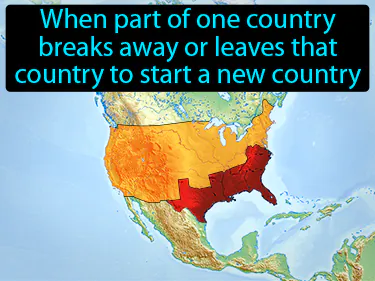 When part of one country
breaks away or leaves that
country to start a new country